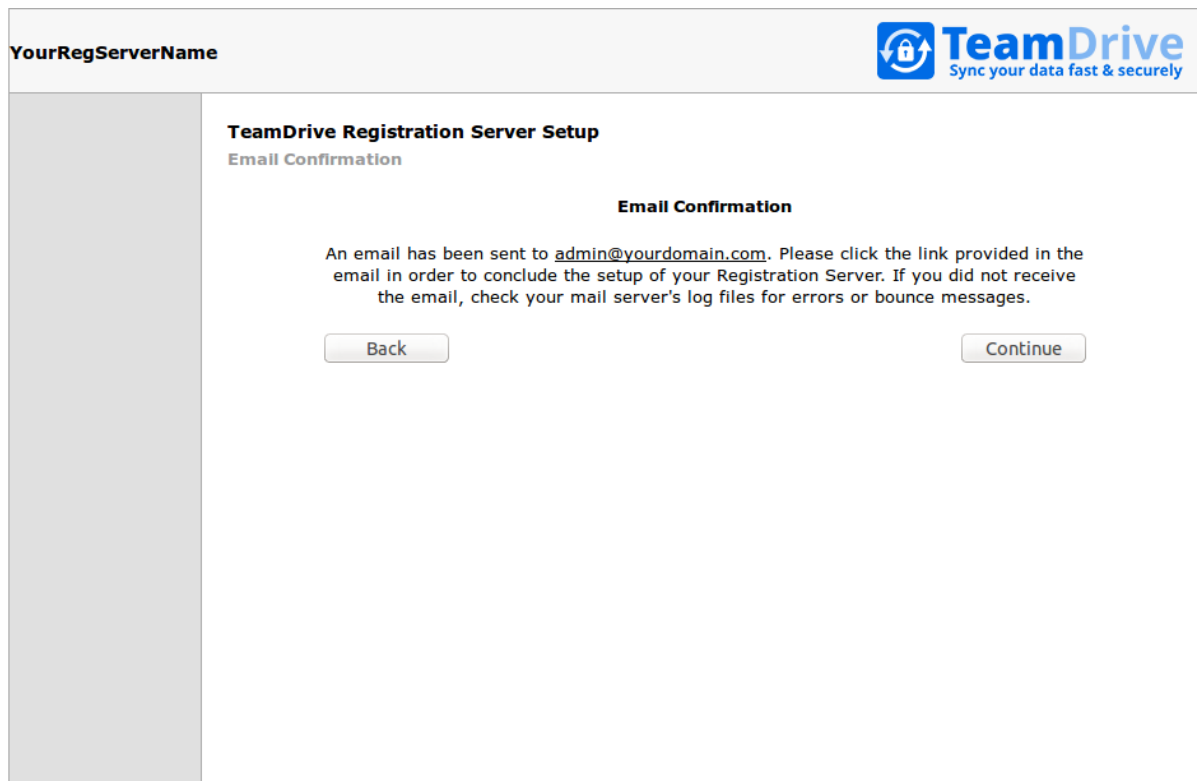 YourRegServerName
TeamDrive
Sync your data fast & securely
TeamDrive Registration Server Setup
Email Confirmation
Email Confirmation
An email has been sent to admin@yourdomain.com. Please click the link provided in the
email in order to conclude the setup of your Registration Server. If you did not receive
the email, check your mail server's log files for errors or bounce messages.
Back
Continue